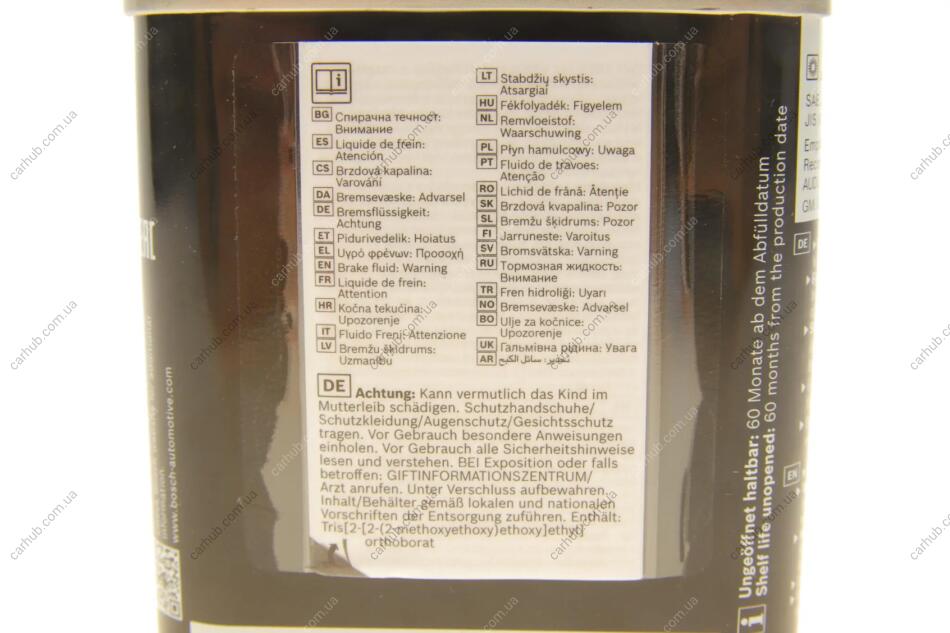 BG Спирачна течност:
Внимание
ES Liquide de frein:
Atención
CS Brzdová kapalina:
Varování
DA Bremsevæske: Advarsel
DE Bremsflüssigkeit:
Achtung
ET Pidurivedelik: Hoiatus
EL Υγρό φρένων: Προσοχή
EN Brake fluid: Warning
FR Liquide de frein:
Attention
HR Kočna tekućina:
Upozorenje
IT Fluido Freni: Attenzione
LV Bremžu šķidrums:
Uzmanību
LT Stabdžių skystis:
Atsargiai
HU Fékfolyadék: Figyelem
NL Remvloeistof:
Waarschuwing
PL Płyn hamulcowy: Uwaga
PT Fluido de travoes:
Atenção
RO Lichid de frână: Atenție
SK Brzdová kvapalina: Pozor
SL Bremžu šķidrums: Pozor
FI Jarruneste: Varoitus
SV Bromsvätska: Varning
RU Тормозная жидкость:
Внимание
TR Fren hidroliği: Uyarı
NO Bremsevæske: Advarsel
BO Ulje za kočnice:
Upozorenje
UK Гальмівна рідина: Увага
AR تحذير: سائل الكبح
DE Achtung: Kann vermutlich das Kind im
Mutterleib schädigen. Schutzhandschuhe/
Schutzkleidung/Augenschutz/Gesichtsschutz
tragen. Vor Gebrauch besondere Anweisungen
einholen. Vor Gebrauch alle Sicherheitshinweise
lesen und verstehen. BEI Exposition oder falls
betroffen: GIFTINFORMATIONSZENTRUM/
Arzt anrufen. Unter Verschluss aufbewahren.
Inhalt/Behälter gemäß lokalen und nationalen
Vorschriften der Entsorgung zuführen. Enthält:
Tris[2-[2-(2-methoxyethoxy)ethoxy]ethyl]
orthoborat
Ungeöffnet haltbar: 60 Monate ab dem Abfülldatum
Shelf life unopened: 60 months from the production date
www.bosch-automotive.com
JIS
DE
EN
carhub.com.ua